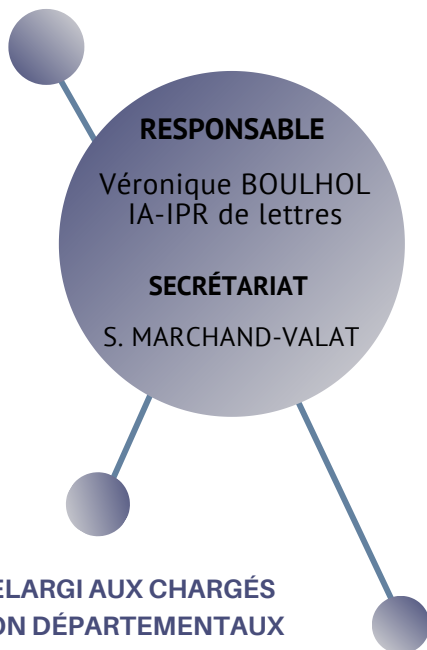 RESPONSABLE
Véronique BOULHOL
IA-IPR de lettres
SECRÉTARIAT
S. MARCHAND-VALAT
ELARGI AUX CHARGÉS
ON DÉPARTEMENTAUX